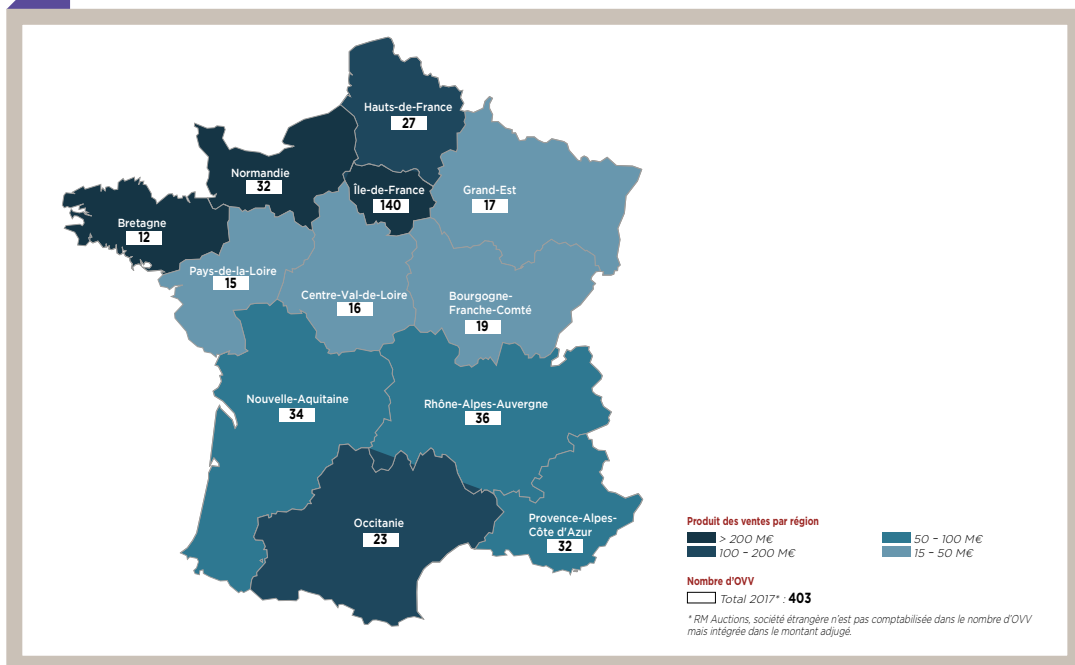 Hauts-de-France
27
Normandie
32
Île-de-France
140
Grand-Est
17
Bretagne
12
Pays-de-la-Loire
15
Centre-Val-de-Loire
16
Bourgogne-
Franche-Comté
19
Nouvelle-Aquitaine
34
Rhône-Alpes-Auvergne
36
Occitanie
23
Provence-Alpes-
Côte d'Azur
32
Produit des ventes par région
> 200 M€
100 – 200 M€
50 – 100 M€
15 – 50 M€
Nombre d'OVV
Total 2017* : 403
* RM Auctions, société étrangère n'est pas comptabilisée dans le nombre d'OVV
mais intégrée dans le montant adjugé.